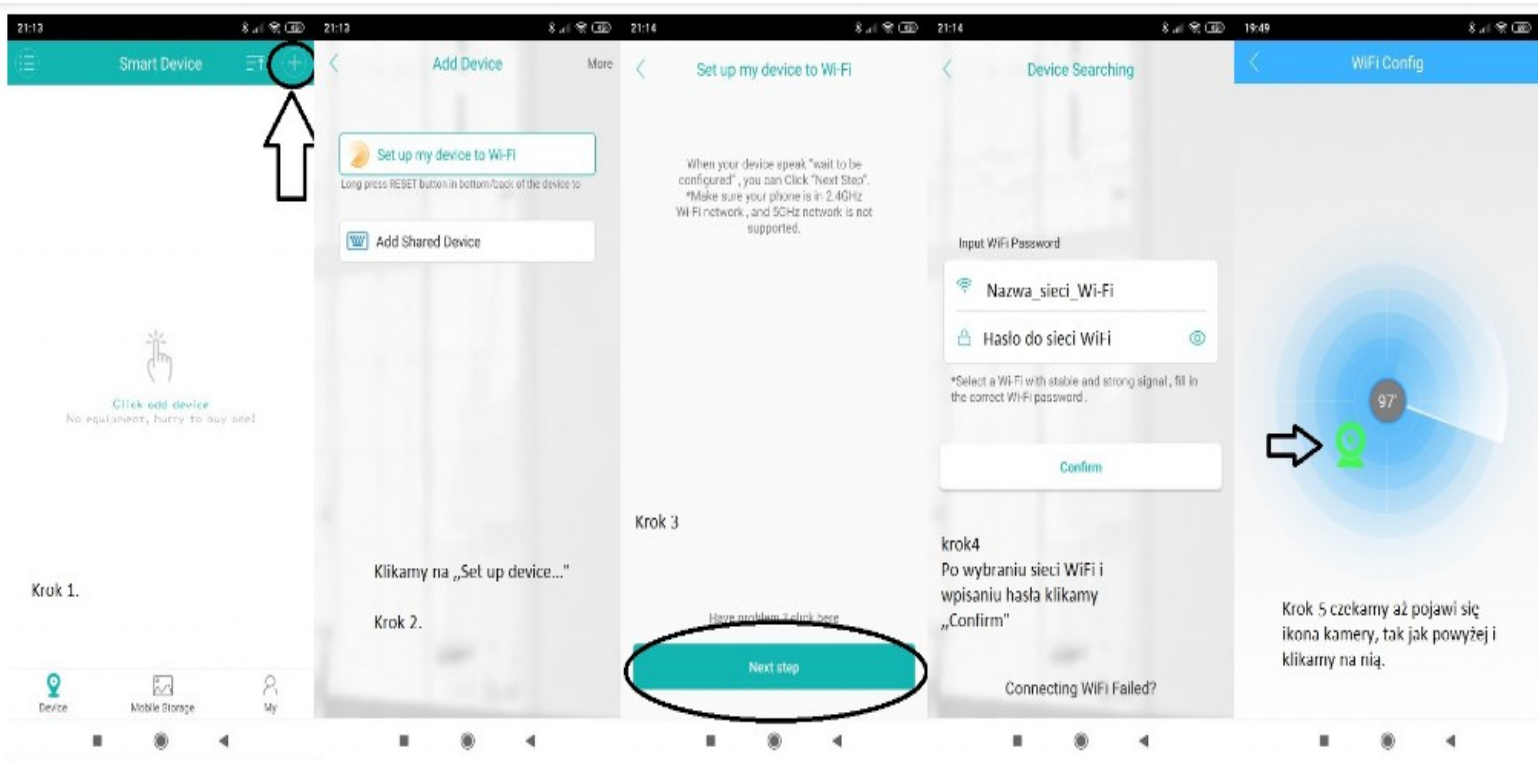 21:13
Smart Device
Click add device
No equipment, hurry to buy one!
Krok 1.
Device
Mobile Storage
My
21:13
Add Device
More
Set up my device to Wi-Fi
Long press RESET button in bottom/back of the device to
Add Shared Device
Klikamy na „Set up device..."
Krok 2.
21:14
Set up my device to Wi-Fi
When your device speak "wait to be
configured", you can Click "Next Step".
*Make sure your phone is in 2.4GHz
Wi-Fi network, and 5GHz network is not
supported.
Krok 3
Have problem? click here
Next step
21:14
Device Searching
Input WiFi Password
Nazwa_sieci_Wi-Fi
Hasło do sieci WiFi
*Select a Wi-Fi with stable and strong signal, fill in
the correct Wi-Fi password.
Confirm
krok4
Po wybraniu sieci WiFi i
wpisaniu hasła klikamy
„Confirm"
Connecting WiFi Failed?
19:49
WiFi Config
97'
Krok 5 czekamy aż pojawi się
ikona kamery, tak jak powyżej i
klikamy na nią.